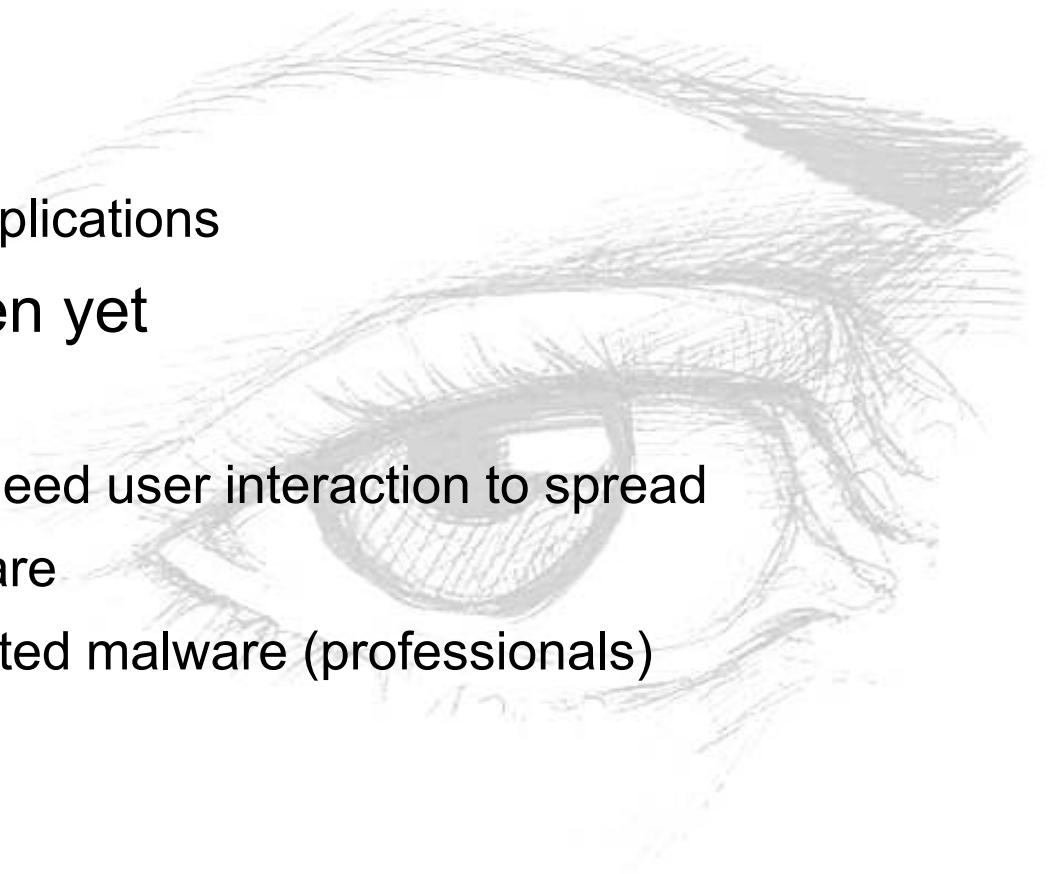 plications
en yet
eed user interaction to spread
are
ted malware (professionals)